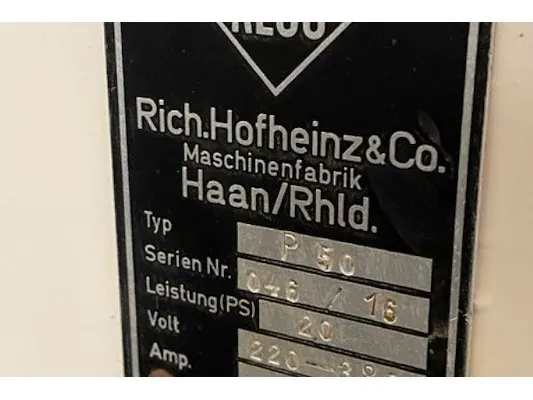 Rich.Hofheinz&Co.
Maschinenfabrik
Haan/Rhld.
Typ P 50
Serien Nr. 046 / 16
Leistung(PS) 20
Volt 220—380
Amp.